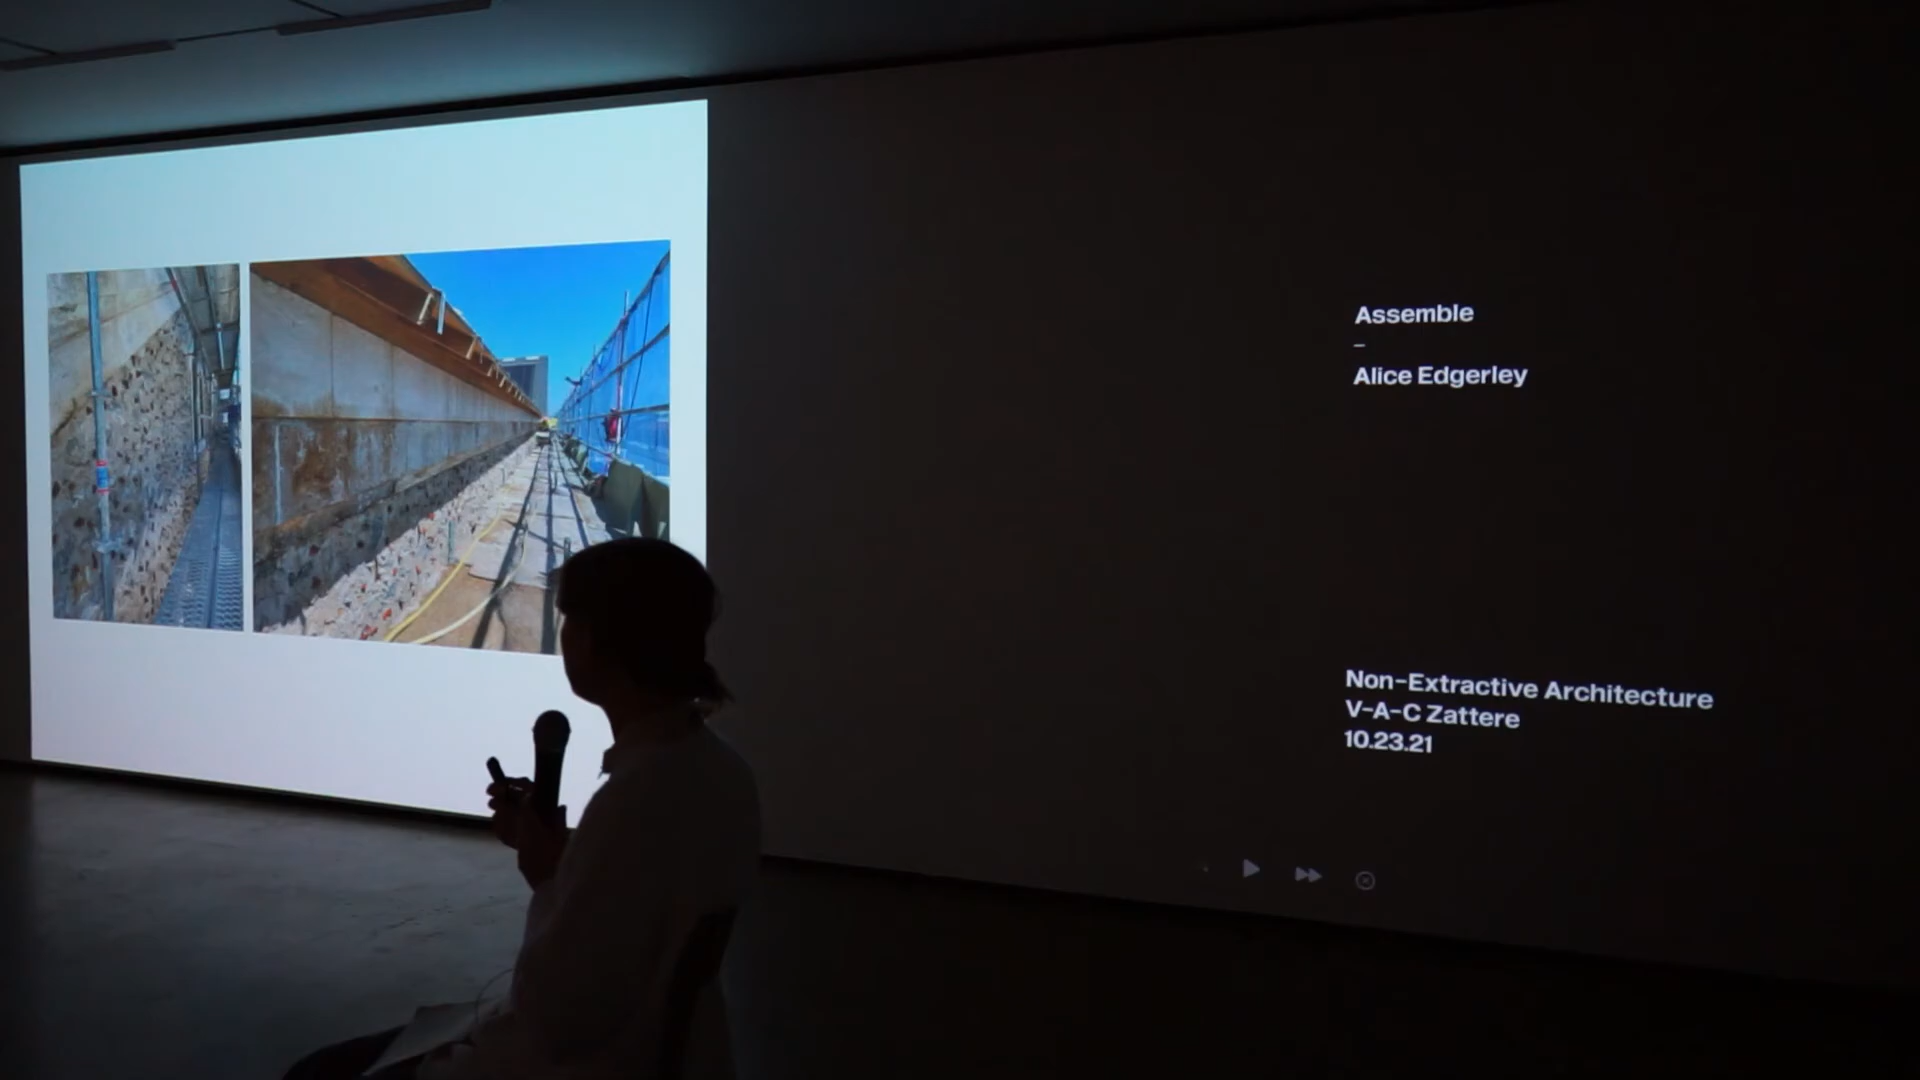 Assemble
–
Alice Edgerley
Non-Extractive Architecture
V-A-C Zattere
10.23.21